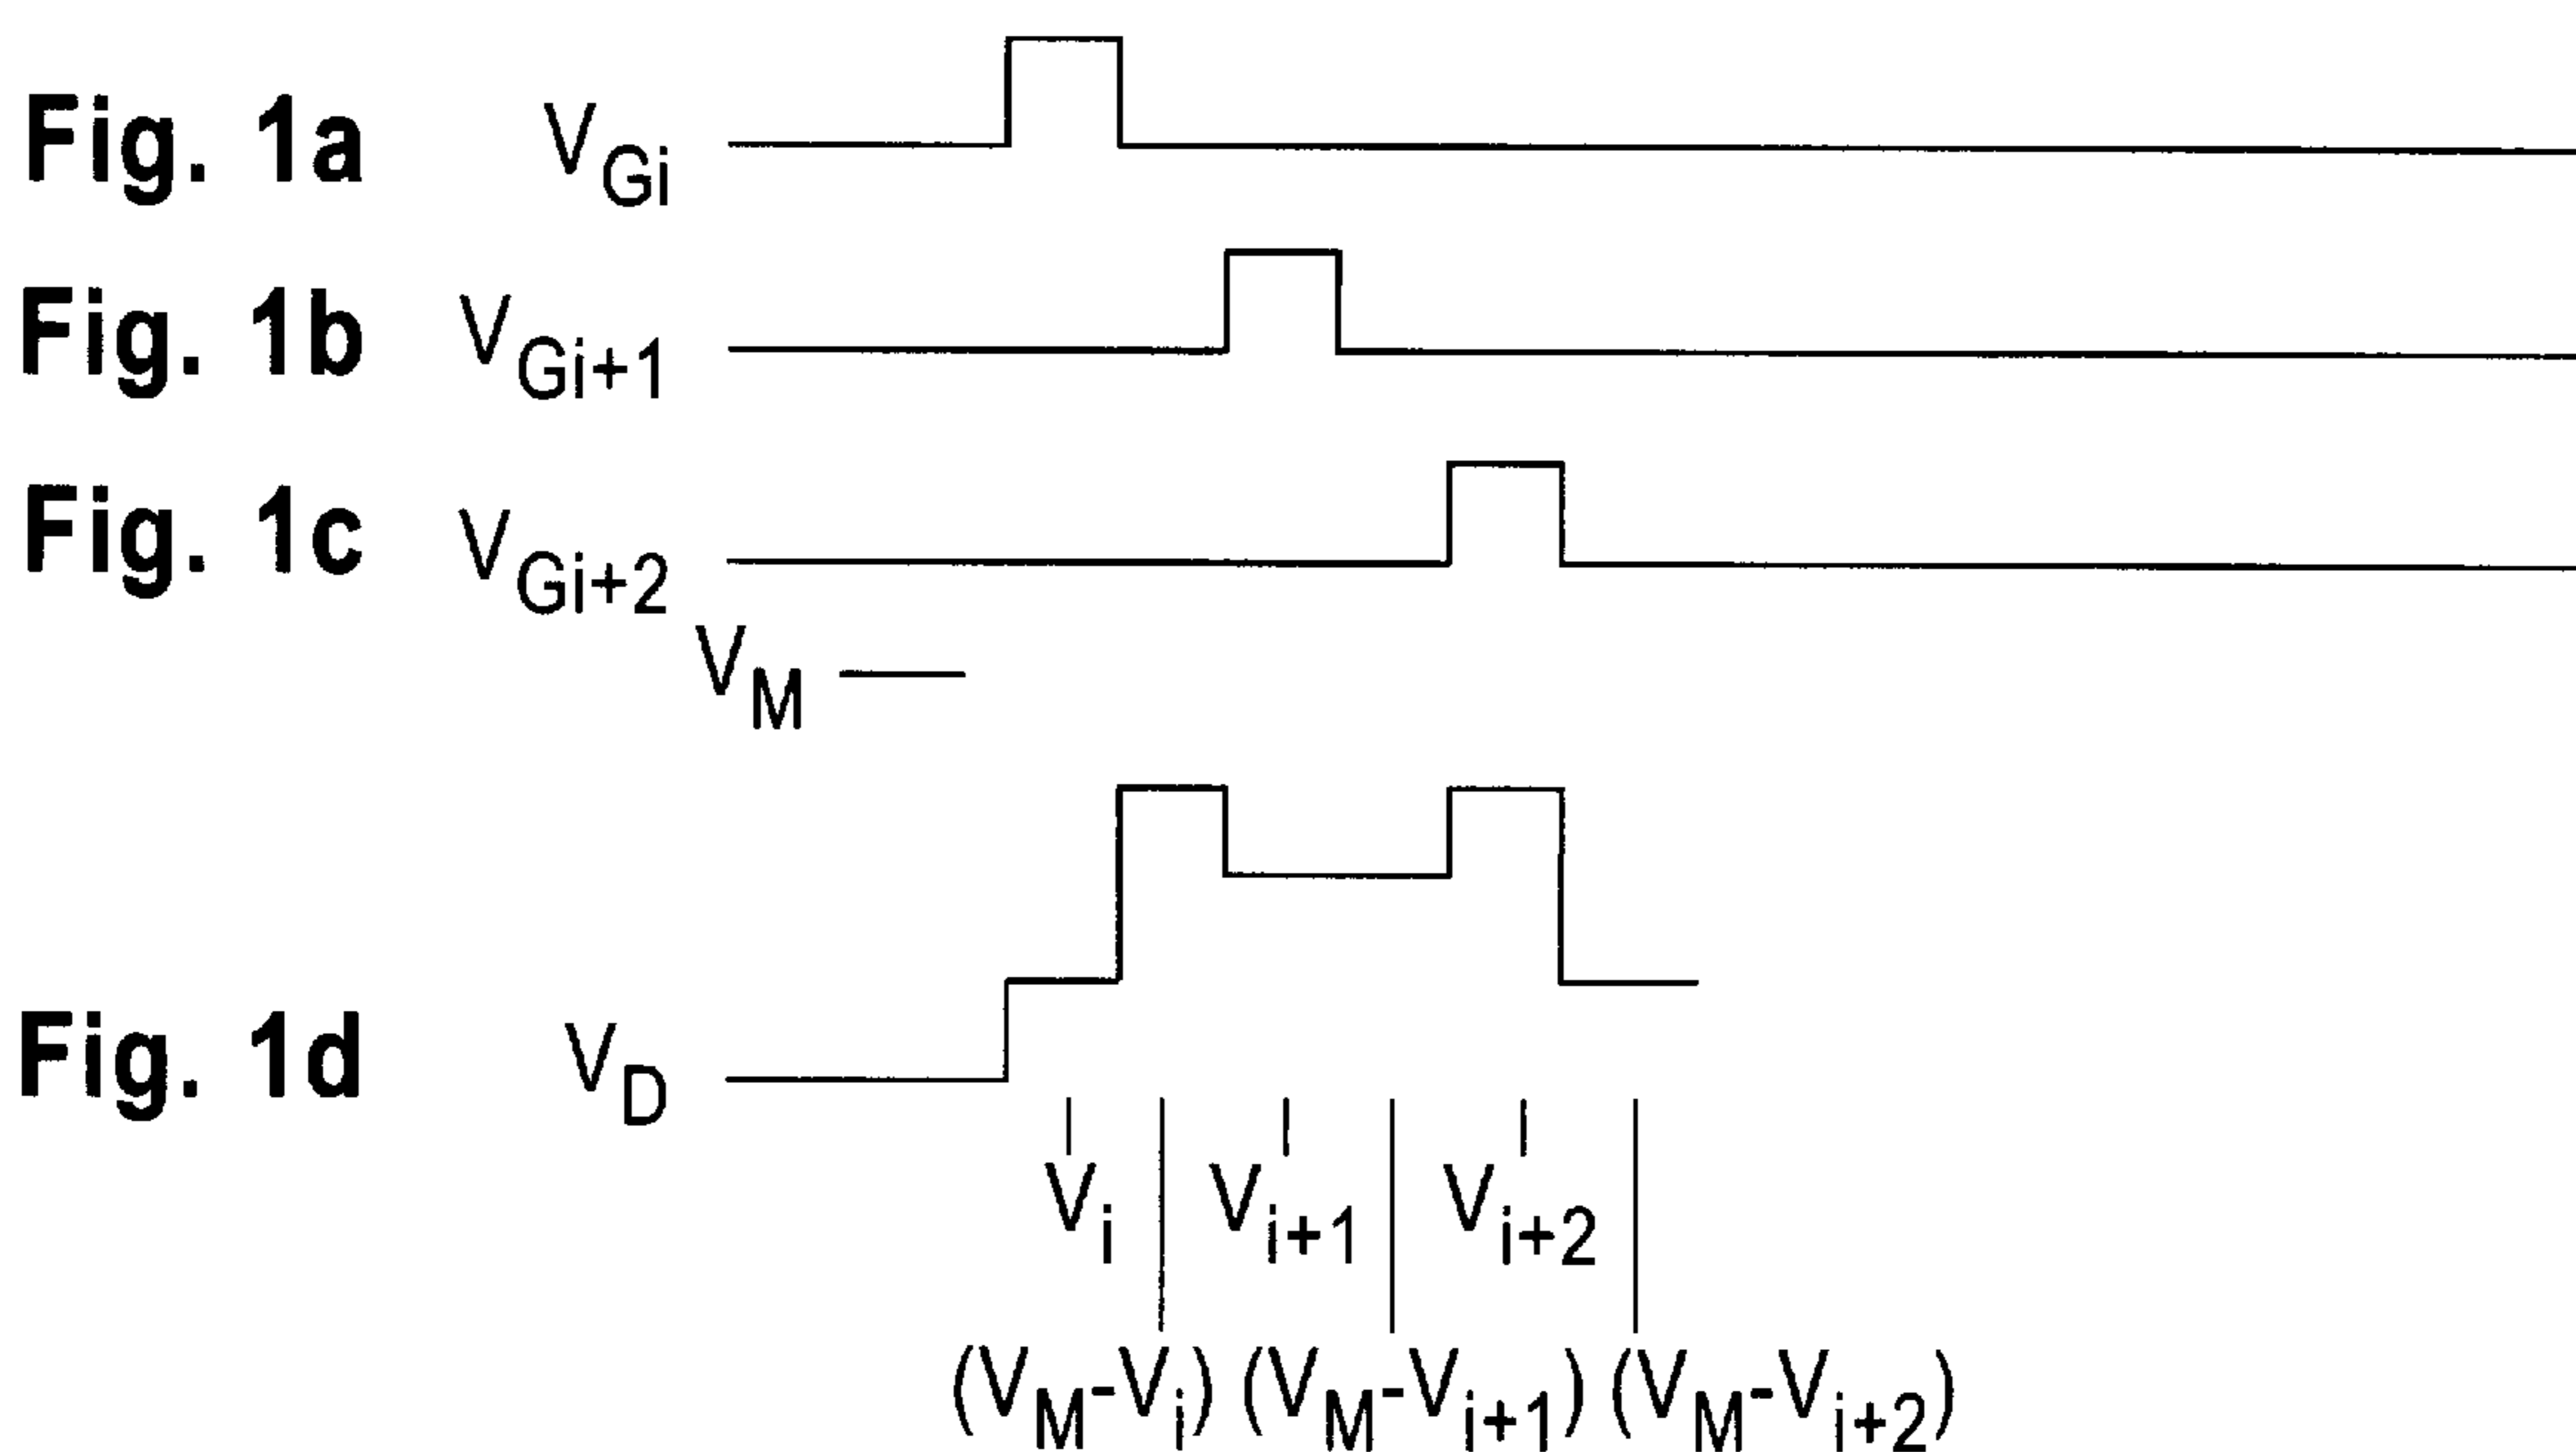 Fig. 1a V_Gi
Fig. 1b V_Gi+1
Fig. 1c V_Gi+2
V_M
Fig. 1d V_D
V_i V_i+1 V_i+2
(V_M-V_i) (V_M-V_i+1) (V_M-V_i+2)